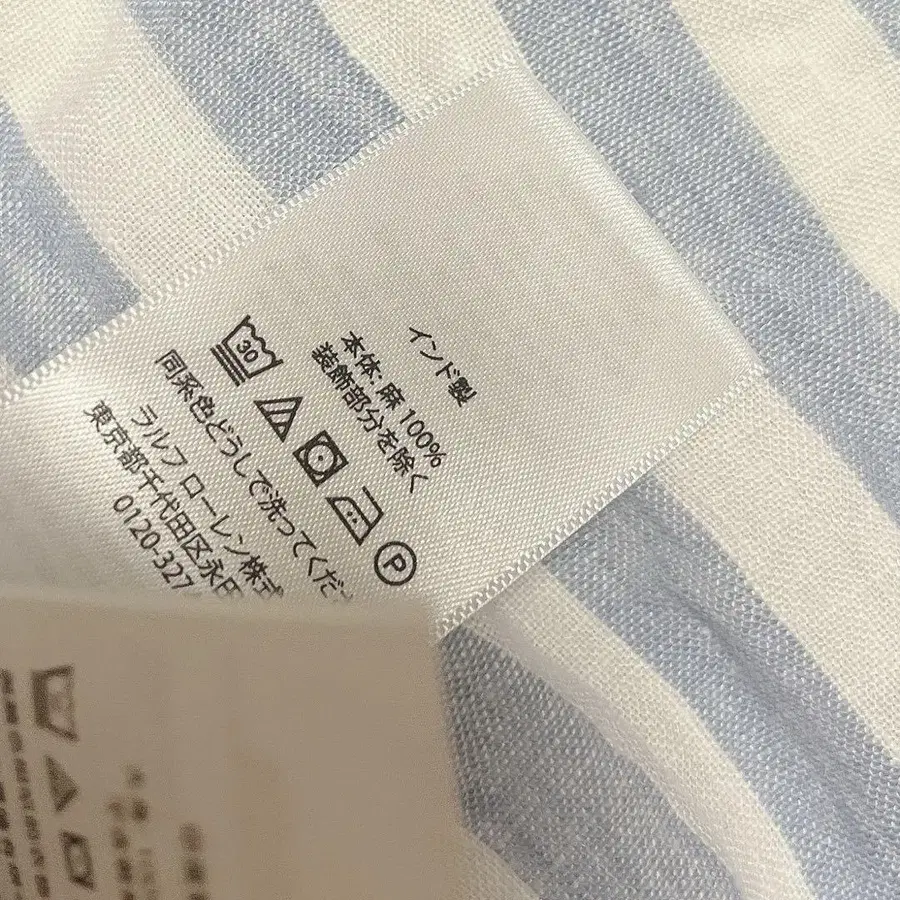 インド製
本体: 麻 100%
装飾部分を除く
30
P
同系色どうしで洗ってくだ
ラルフ ローレン株式
東京都千代田区永田
0120-327